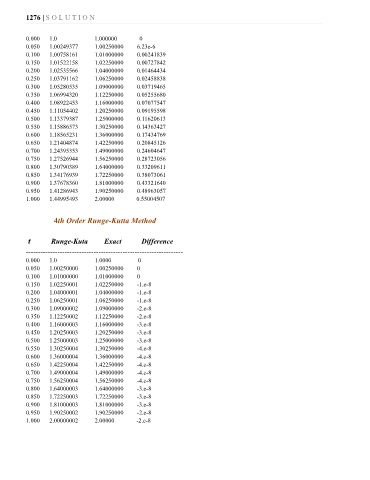 1276 | S O L U T I O N
0.000 1.0 1.000000 0
0.050 1.00249377 1.00250000 6.23e-6
0.100 1.00758161 1.01000000 0.00241839
0.150 1.01522158 1.02250000 0.00727842
0.200 1.02535566 1.04000000 0.01464434
0.250 1.03791162 1.06250000 0.02458838
0.300 1.05280535 1.09000000 0.03719465
0.350 1.06994320 1.12250000 0.05255680
0.400 1.08922453 1.16000000 0.07077547
0.450 1.11054402 1.20250000 0.09195598
0.500 1.13379387 1.25000000 0.11620613
0.550 1.15886573 1.30250000 0.14363427
0.600 1.18565231 1.36000000 0.17434769
0.650 1.21404874 1.42250000 0.20845126
0.700 1.24395353 1.49000000 0.24604647
0.750 1.27526944 1.56250000 0.28723056
0.800 1.30790389 1.64000000 0.33209611
0.850 1.34176939 1.72250000 0.38073061
0.900 1.37678360 1.81000000 0.43321640
0.950 1.41286943 1.90250000 0.48963057
1.000 1.44995493 2.00000 0.55004507
4th Order Runge-Kutta Method
t Runge-Kuta Exact Difference
0.000 1.0 1.0000 0
0.050 1.00250000 1.00250000 0
0.100 1.01000000 1.01000000 0
0.150 1.02250001 1.02250000 -1.e-8
0.200 1.04000001 1.04000000 -1.e-8
0.250 1.06250001 1.06250000 -1.e-8
0.300 1.09000002 1.09000000 -2.e-8
0.350 1.12250002 1.12250000 -2.e-8
0.400 1.16000003 1.16000000 -3.e-8
0.450 1.20250003 1.20250000 -3.e-8
0.500 1.25000003 1.25000000 -3.e-8
0.550 1.30250004 1.30250000 -4.e-8
0.600 1.36000004 1.36000000 -4.e-8
0.650 1.42250004 1.42250000 -4.e-8
0.700 1.49000004 1.49000000 -4.e-8
0.750 1.56250004 1.56250000 -4.e-8
0.800 1.64000003 1.64000000 -3.e-8
0.850 1.72250003 1.72250000 -3.e-8
0.900 1.81000003 1.81000000 -3.e-8
0.950 1.90250002 1.90250000 -2.e-8
1.000 2.00000002 2.00000 -2.e-8